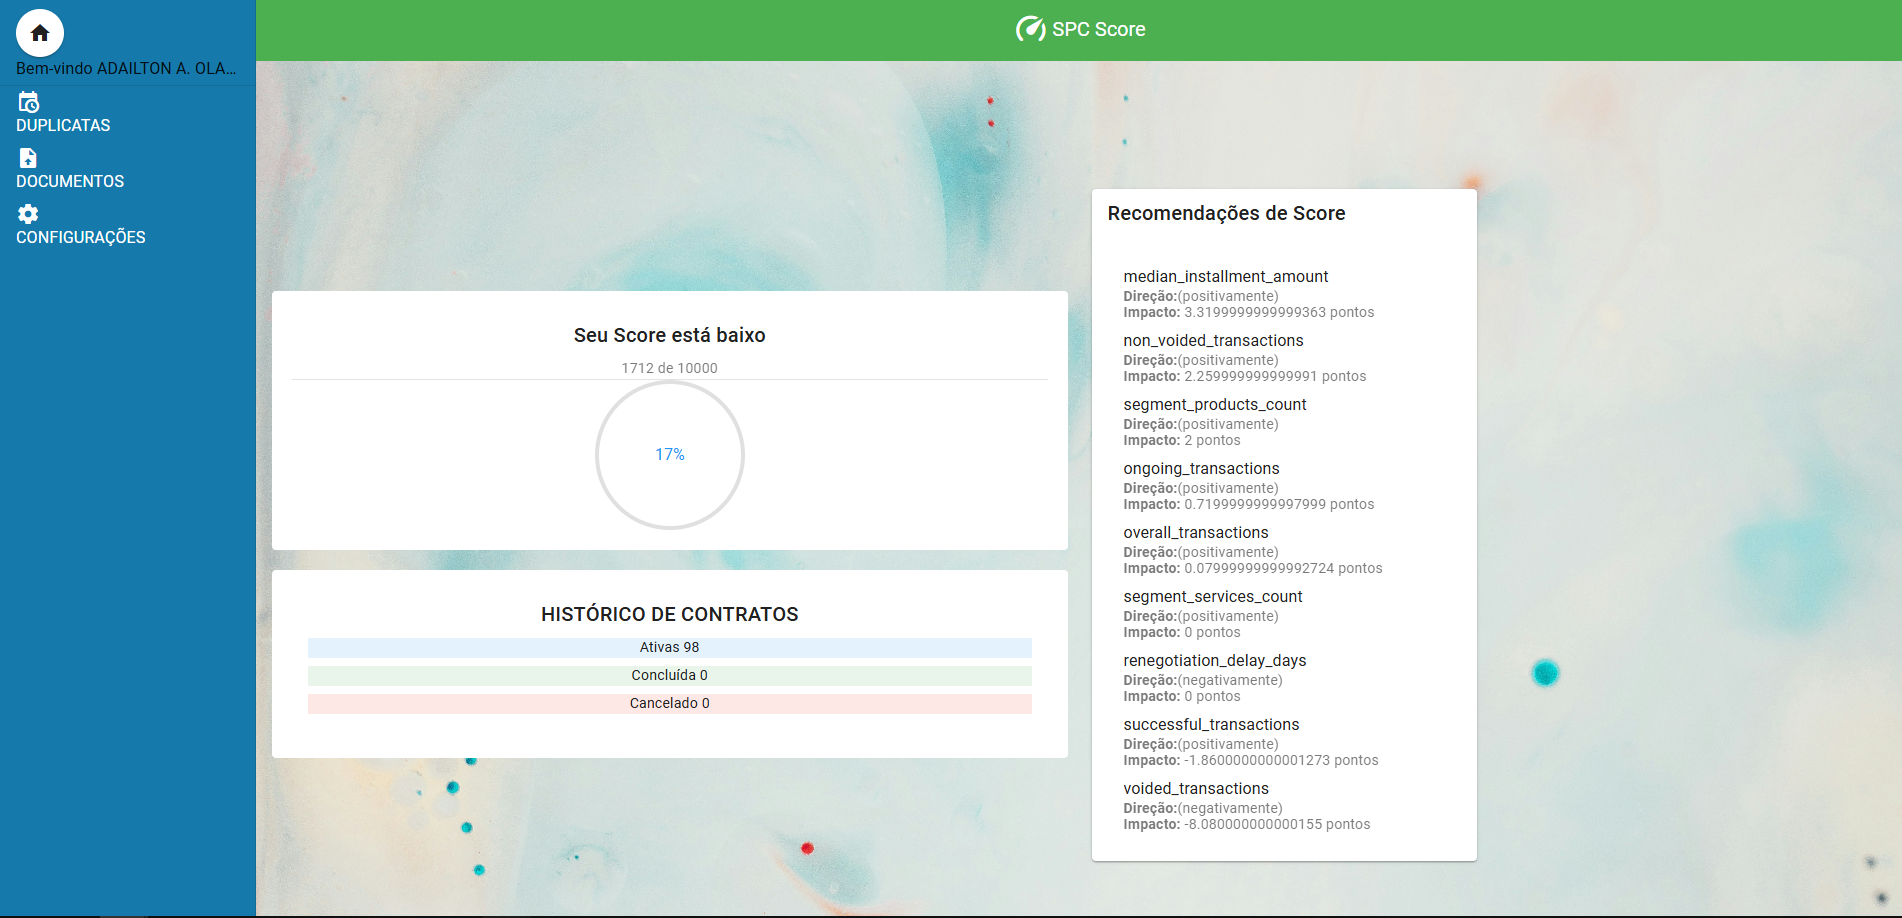 Bem-vindo ADAILTON A. OLA...
DUPLICATAS
DOCUMENTOS
CONFIGURAÇÕES
SPC Score
Seu Score está baixo
1712 de 10000
17%
HISTÓRICO DE CONTRATOS
Ativas 98
Concluída 0
Cancelado 0
Recomendações de Score
median_installment_amount
Direção:(positivamente)
Impacto: 3.3199999999999363 pontos
non_voided_transactions
Direção:(positivamente)
Impacto: 2.259999999999991 pontos
segment_products_count
Direção:(positivamente)
Impacto: 2 pontos
ongoing_transactions
Direção:(positivamente)
Impacto: 0.7199999999997999 pontos
overall_transactions
Direção:(positivamente)
Impacto: 0.07999999999992724 pontos
segment_services_count
Direção:(positivamente)
Impacto: 0 pontos
renegotiation_delay_days
Direção:(negativamente)
Impacto: 0 pontos
successful_transactions
Direção:(positivamente)
Impacto: -1.8600000000001273 pontos
voided_transactions
Direção:(negativamente)
Impacto: -8.080000000000155 pontos